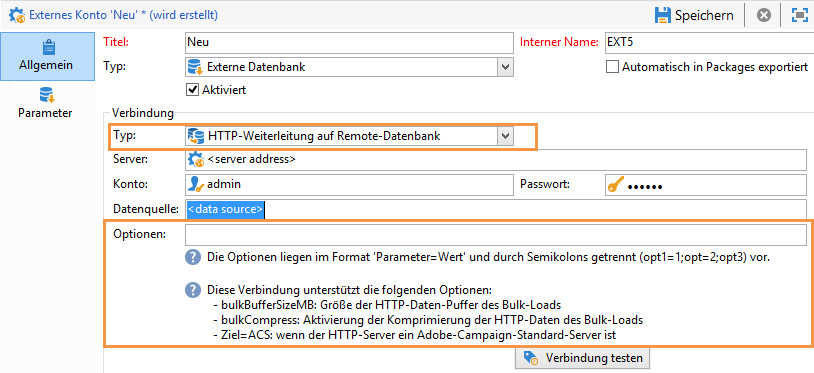 Externes Konto 'Neu' * (wird erstellt)
Speichern
Allgemein
Parameter
Titel: Neu Interner Name: EXT5
Typ: Externe Datenbank Automatisch in Packages exportiert
Aktiviert
Verbindung
Typ: HTTP-Weiterleitung auf Remote-Datenbank
Server: <server address>
Konto: admin Passwort: ••••••
Datenquelle: <data source>
Optionen:
Die Optionen liegen im Format 'Parameter=Wert' und durch Semikolons getrennt (opt1=1;opt=2;opt3) vor.
Diese Verbindung unterstützt die folgenden Optionen:
- bulkBufferSizeMB: Größe der HTTP-Daten-Puffer des Bulk-Loads
- bulkCompress: Aktivierung der Komprimierung der HTTP-Daten des Bulk-Loads
- Ziel=ACS: wenn der HTTP-Server ein Adobe-Campaign-Standard-Server ist
Verbindung testen